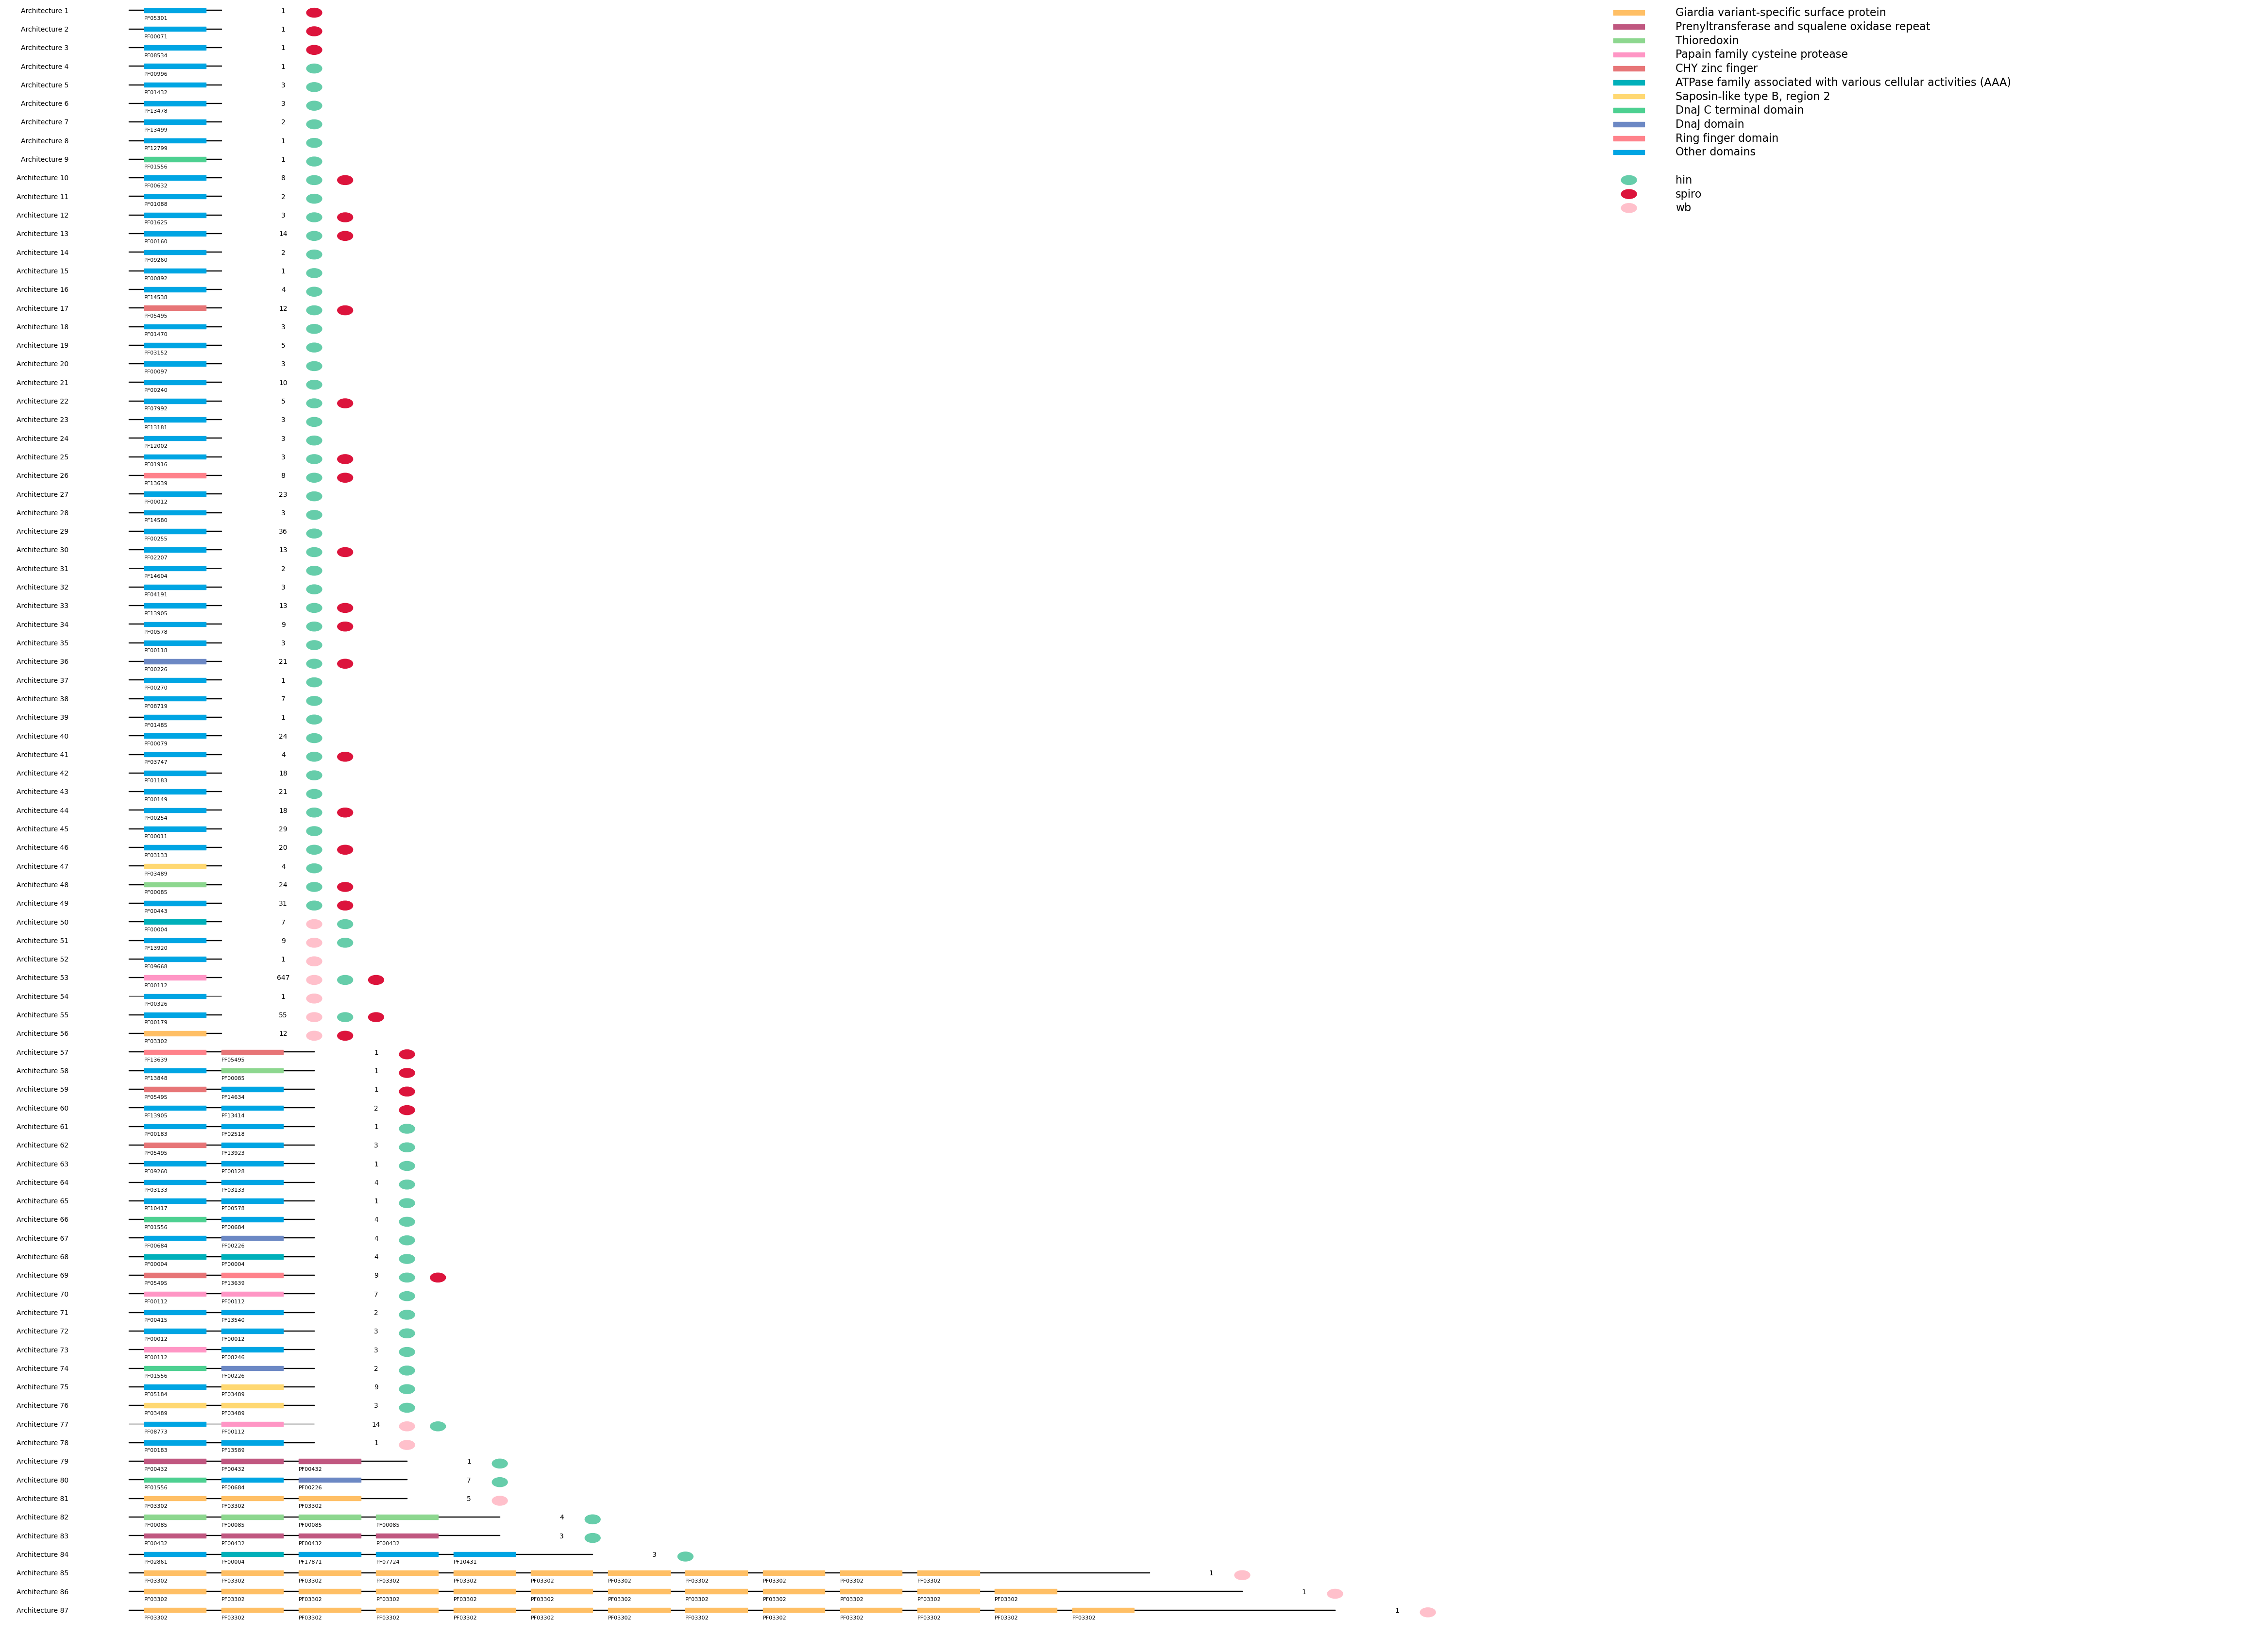 Architecture 1 1
PF05301
Architecture 2 1
PF00071
Architecture 3 1
PF08534
Architecture 4 1
PF00996
Architecture 5 3
PF01432
Architecture 6 3
PF13478
Architecture 7 2
PF13499
Architecture 8 1
PF12799
Architecture 9 1
PF01556
Architecture 10 8
PF00632
Architecture 11 2
PF01088
Architecture 12 3
PF01625
Architecture 13 14
PF00160
Architecture 14 2
PF09260
Architecture 15 1
PF00892
Architecture 16 4
PF14538
Architecture 17 12
PF05495
Architecture 18 3
PF01470
Architecture 19 5
PF03152
Architecture 20 3
PF00097
Architecture 21 10
PF00240
Architecture 22 5
PF07992
Architecture 23 3
PF13181
Architecture 24 3
PF12002
Architecture 25 3
PF01916
Architecture 26 8
PF13639
Architecture 27 23
PF00012
Architecture 28 3
PF14580
Architecture 29 36
PF00255
Architecture 30 13
PF02207
Architecture 31 2
PF14604
Architecture 32 3
PF04191
Architecture 33 13
PF13905
Architecture 34 9
PF00578
Architecture 35 3
PF00118
Architecture 36 21
PF00226
Architecture 37 1
PF00270
Architecture 38 7
PF08719
Architecture 39 1
PF01485
Architecture 40 24
PF00079
Architecture 41 4
PF03747
Architecture 42 18
PF01183
Architecture 43 21
PF00149
Architecture 44 18
PF00254
Architecture 45 29
PF00011
Architecture 46 20
PF03133
Architecture 47 4
PF03489
Architecture 48 24
PF00085
Architecture 49 31
PF00443
Architecture 50 7
PF00004
Architecture 51 9
PF13920
Architecture 52 1
PF09668
Architecture 53 647
PF00112
Architecture 54 1
PF00326
Architecture 55 55
PF00179
Architecture 56 12
PF03302
Architecture 57 1
PF13639 PF05495
Architecture 58 1
PF13848 PF00085
Architecture 59 1
PF05495 PF14634
Architecture 60 2
PF13905 PF13414
Architecture 61 1
PF00183 PF02518
Architecture 62 3
PF05495 PF13923
Architecture 63 1
PF09260 PF00128
Architecture 64 4
PF03133 PF03133
Architecture 65 1
PF10417 PF00578
Architecture 66 4
PF01556 PF00684
Architecture 67 4
PF00684 PF00226
Architecture 68 4
PF00004 PF00004
Architecture 69 9
PF05495 PF13639
Architecture 70 7
PF00112 PF00112
Architecture 71 2
PF00415 PF13540
Architecture 72 3
PF00012 PF00012
Architecture 73 3
PF00112 PF08246
Architecture 74 2
PF01556 PF00226
Architecture 75 9
PF05184 PF03489
Architecture 76 3
PF03489 PF03489
Architecture 77 14
PF08773 PF00112
Architecture 78 1
PF00183 PF13589
Architecture 79 1
PF00432 PF00432 PF00432
Architecture 80 7
PF01556 PF00684 PF00226
Architecture 81 5
PF03302 PF03302 PF03302
Architecture 82 4
PF00085 PF00085 PF00085 PF00085
Architecture 83 3
PF00432 PF00432 PF00432 PF00432
Architecture 84 3
PF02861 PF00004 PF17871 PF07724 PF10431
Architecture 85 1
PF03302 PF03302 PF03302 PF03302 PF03302 PF03302 PF03302 PF03302 PF03302 PF03302 PF03302
Architecture 86 1
PF03302 PF03302 PF03302 PF03302 PF03302 PF03302 PF03302 PF03302 PF03302 PF03302 PF03302 PF03302
Architecture 87 1
PF03302 PF03302 PF03302 PF03302 PF03302 PF03302 PF03302 PF03302 PF03302 PF03302 PF03302 PF03302 PF03302
Giardia variant-specific surface protein
Prenyltransferase and squalene oxidase repeat
Thioredoxin
Papain family cysteine protease
CHY zinc finger
ATPase family associated with various cellular activities (AAA)
Saposin-like type B, region 2
DnaJ C terminal domain
DnaJ domain
Ring finger domain
Other domains
hin
spiro
wb